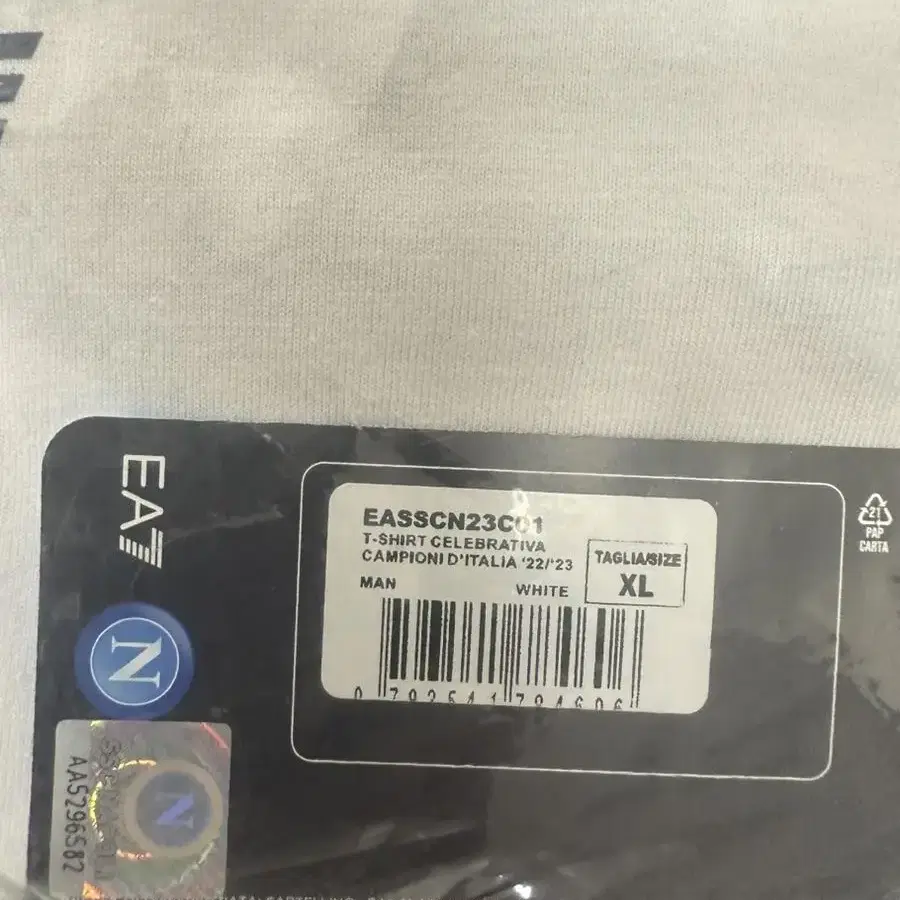 EA7
N
EASSCN23C01
T-SHIRT CELEBRATIVA
CAMPIONI D'ITALIA '22/'23
MAN
WHITE
TAGLIA/SIZE
XL
21
PAP
CARTA
N
AA5296582